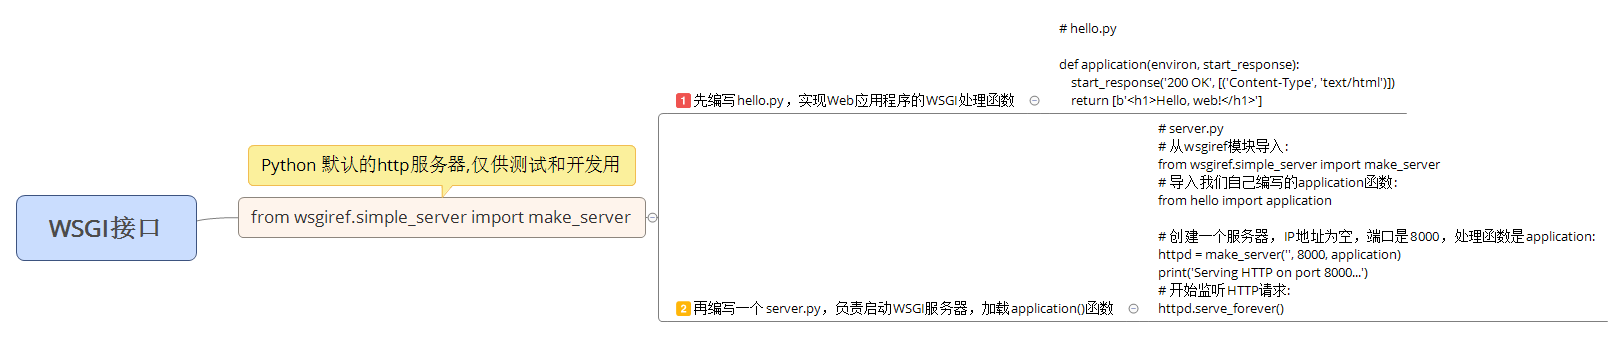 WSGI接口
Python 默认的http服务器,仅供测试和开发用
from wsgiref.simple_server import make_server
1 先编写hello.py，实现Web应用程序的WSGI处理函数
# hello.py
def application(environ, start_response):
start_response('200 OK', [('Content-Type', 'text/html')])
return [b'<h1>Hello, web!</h1>']
2 再编写一个 server.py，负责启动WSGI服务器，加载application()函数
# server.py
# 从wsgiref模块导入:
from wsgiref.simple_server import make_server
# 导入我们自己编写的application函数:
from hello import application
# 创建一个服务器，IP地址为空，端口是8000，处理函数是application:
httpd = make_server('', 8000, application)
print('Serving HTTP on port 8000...')
# 开始监听HTTP请求:
httpd.serve_forever()